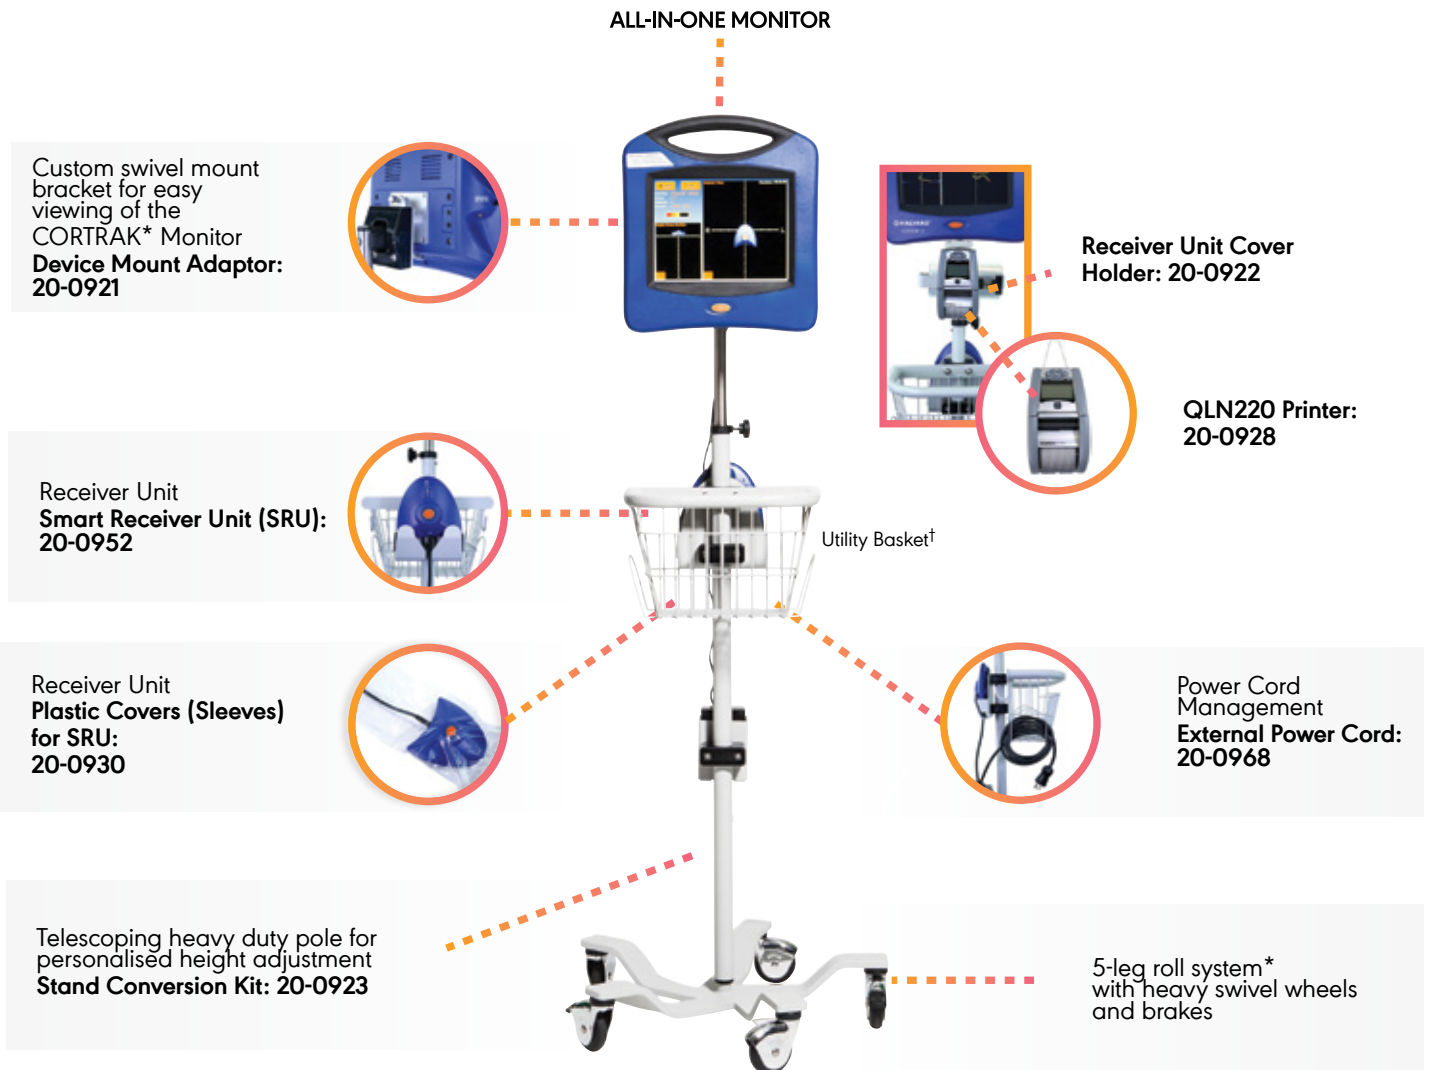 ALL-IN-ONE MONITOR
Custom swivel mount
bracket for easy
viewing of the
CORTRAK* Monitor
Device Mount Adaptor:
20-0921
Receiver Unit Cover
Holder: 20-0922
QLN220 Printer:
20-0928
Receiver Unit
Smart Receiver Unit (SRU):
20-0952
Utility Basket†
Receiver Unit
Plastic Covers (Sleeves)
for SRU:
20-0930
Power Cord
Management
External Power Cord:
20-0968
Telescoping heavy duty pole for
personalised height adjustment
Stand Conversion Kit: 20-0923
5-leg roll system*
with heavy swivel wheels
and brakes